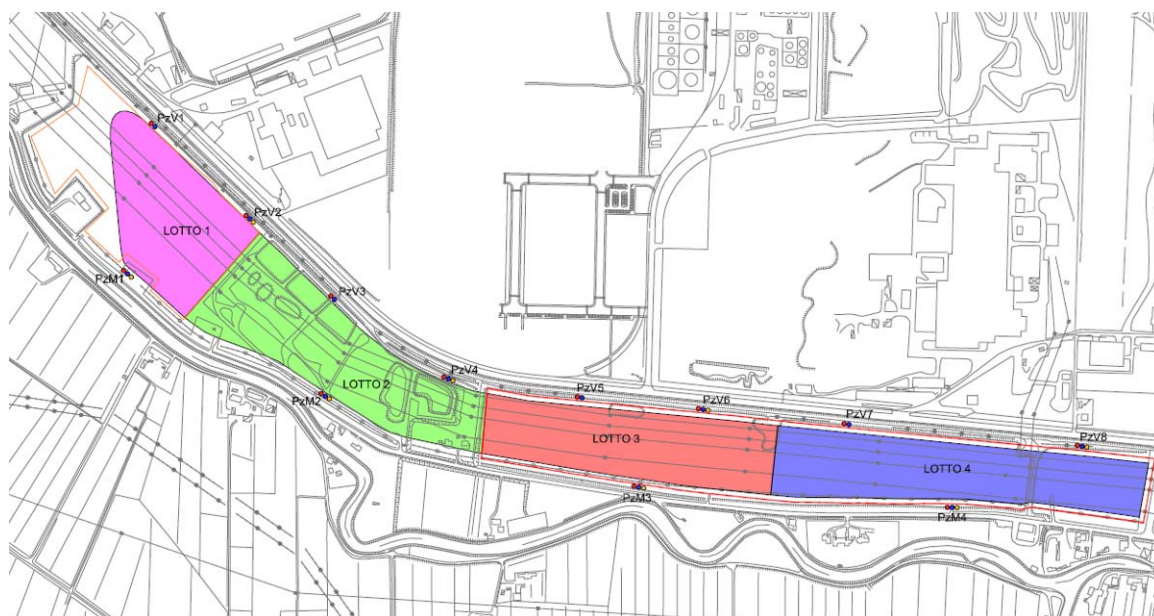 PzV1
PzV2
LOTTO 1
PzM1
PzV3
PzV4
LOTTO 2
PzM2
PzV5
PzV6
PzV7
PzV8
LOTTO 3
LOTTO 4
PzM3
PzM4